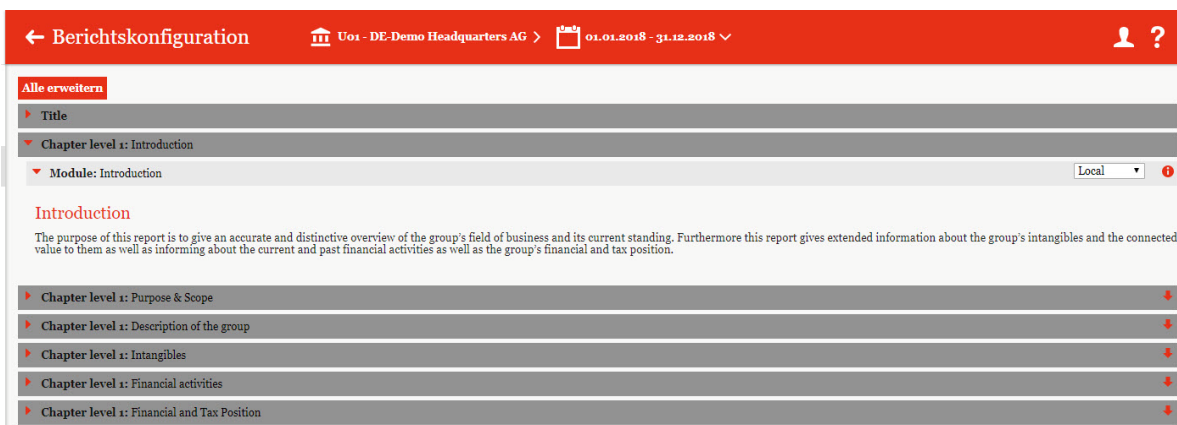 Berichtskonfiguration U01 - DE-Demo Headquarters AG 01.01.2018 - 31.12.2018 ?
Alle erweitern
Title
Chapter level 1: Introduction
Module: Introduction Local
Introduction
The purpose of this report is to give an accurate and distinctive overview of the group's field of business and its current standing. Furthermore this report gives extended information about the group's intangibles and the connected
value to them as well as informing about the current and past financial activities as well as the group's financial and tax position.
Chapter level 1: Purpose & Scope
Chapter level 1: Description of the group
Chapter level 1: Intangibles
Chapter level 1: Financial activities
Chapter level 1: Financial and Tax Position